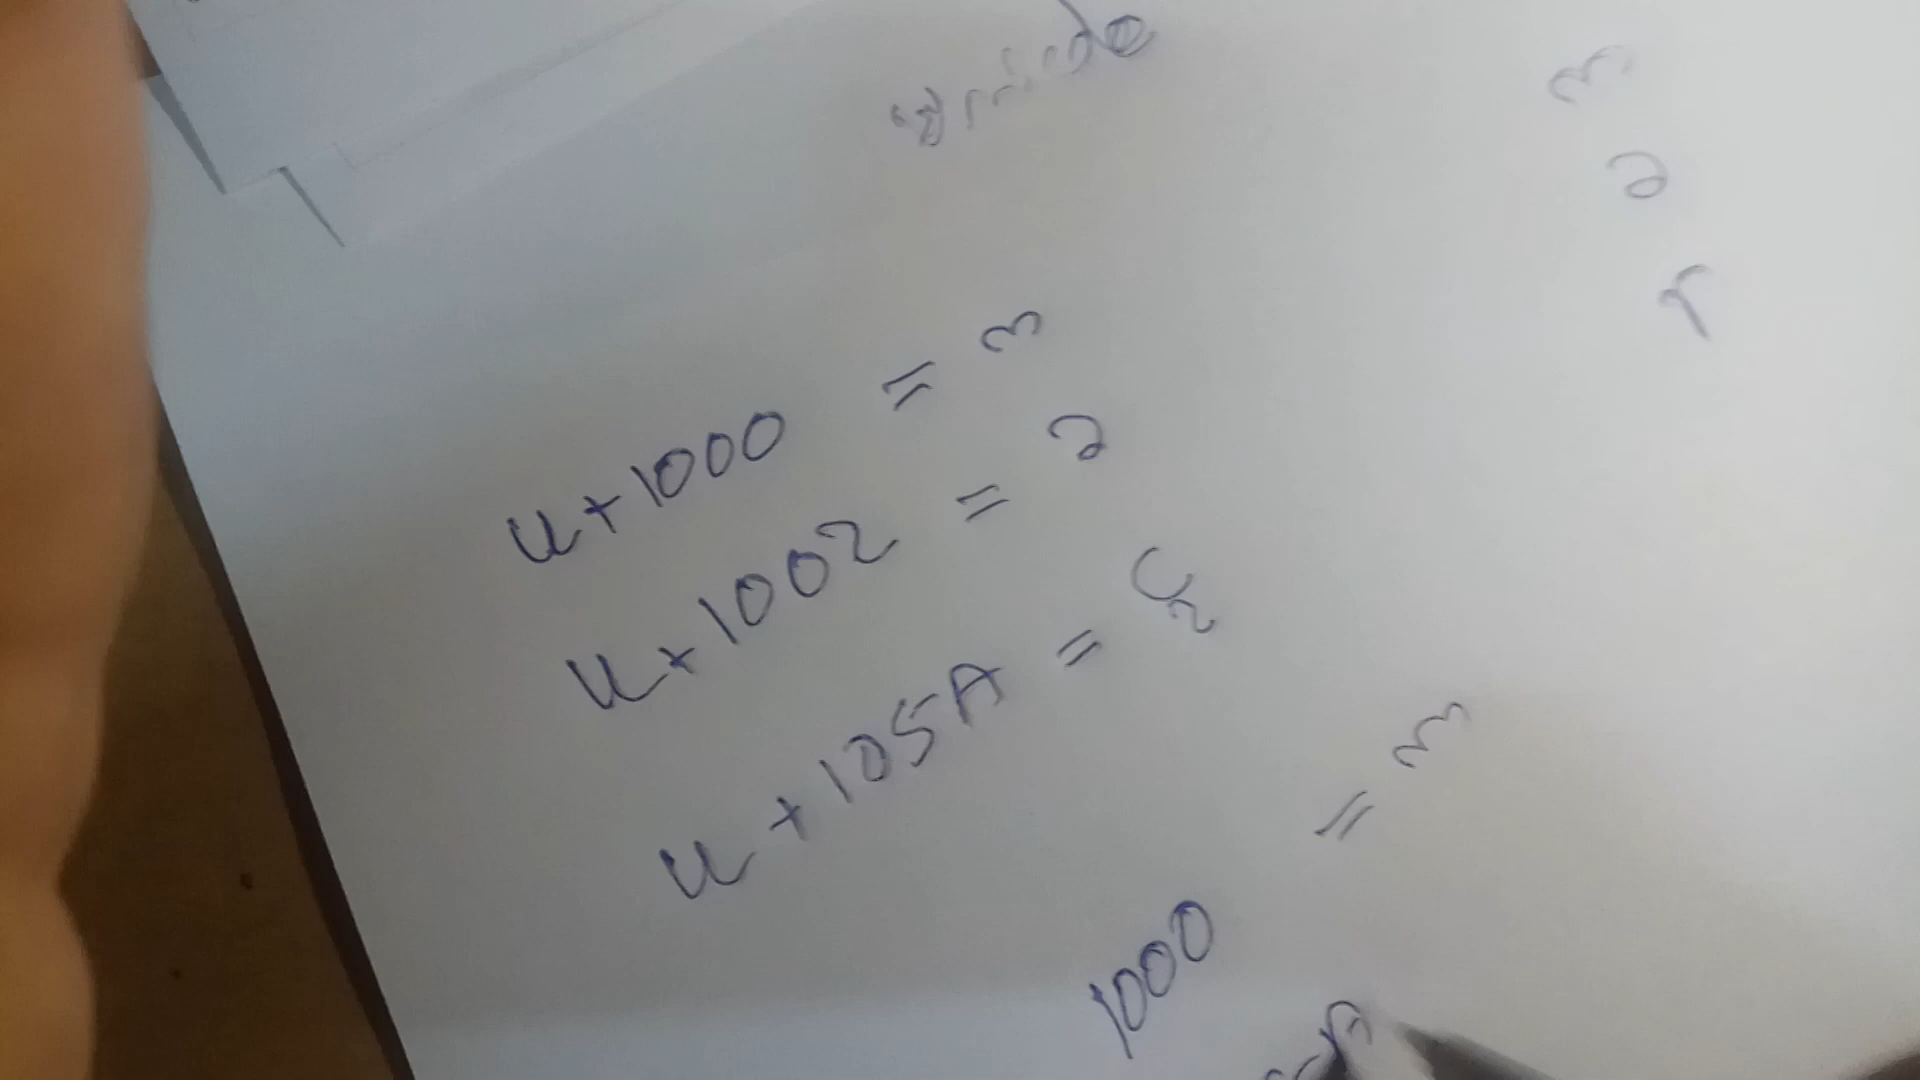 က
ဂ
U+1000 = က
U+1002 = ဂ
U+105A = ၚ
1000 = က